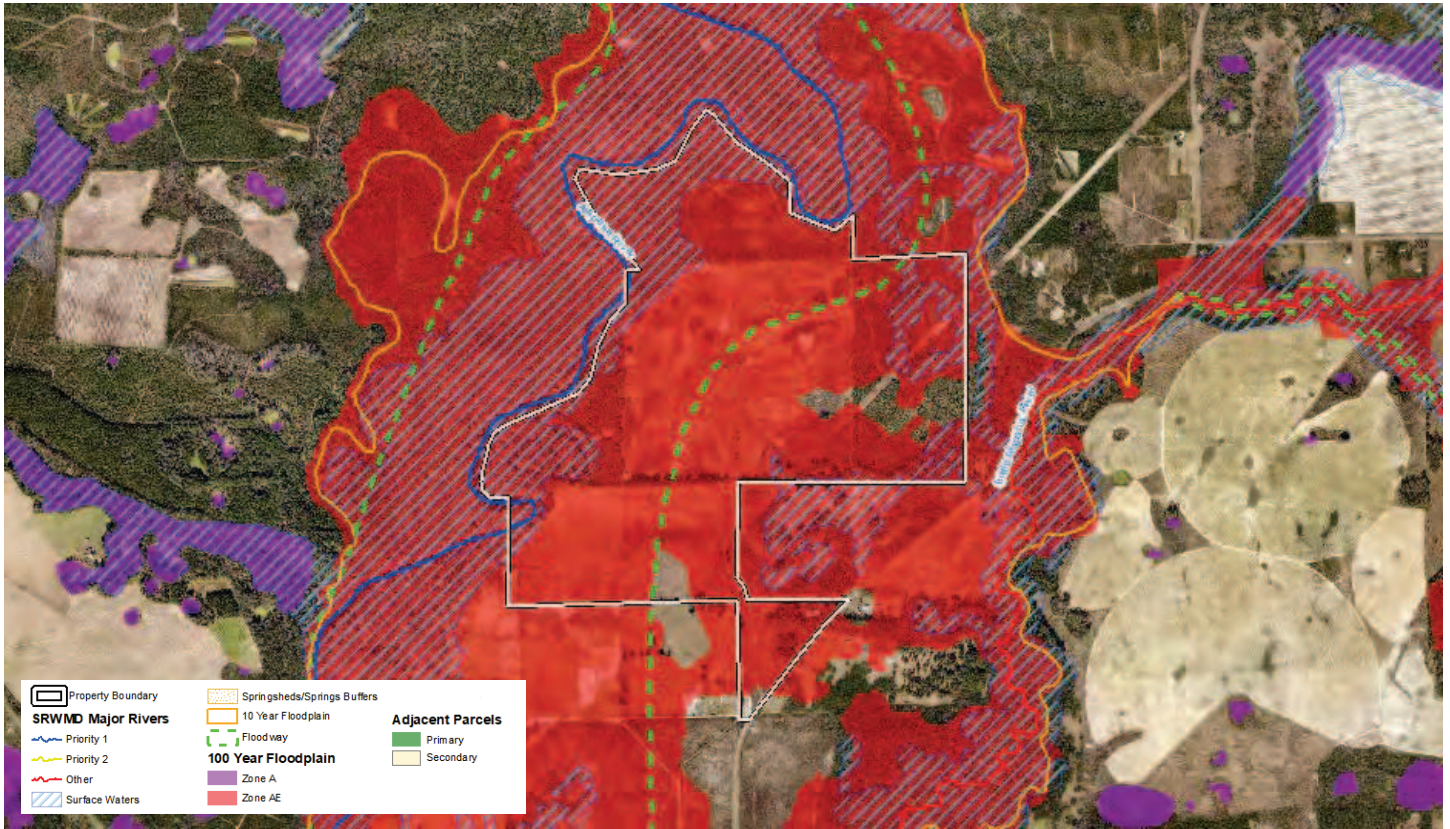 Property Boundary
SRWMD Major Rivers
Priority 1
Priority 2
Other
Surface Waters
Springsheds/Springs Buffers
10 Year Floodplain
Floodway
100 Year Floodplain
Zone A
Zone AE
Adjacent Parcels
Primary
Secondary